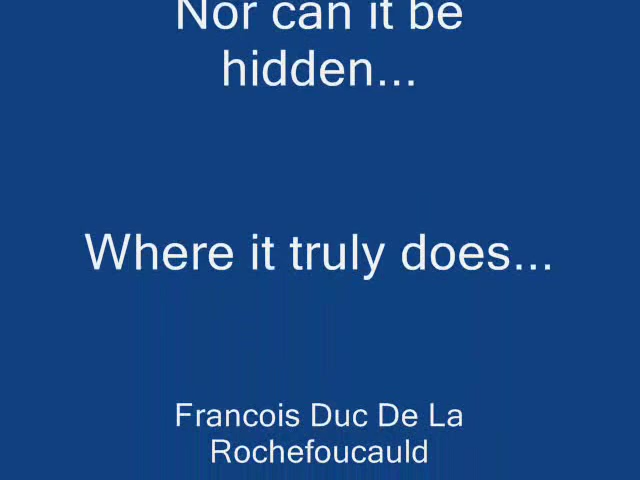 Nor can it be
hidden...
Where it truly does...
Francois Duc De La
Rochefoucauld